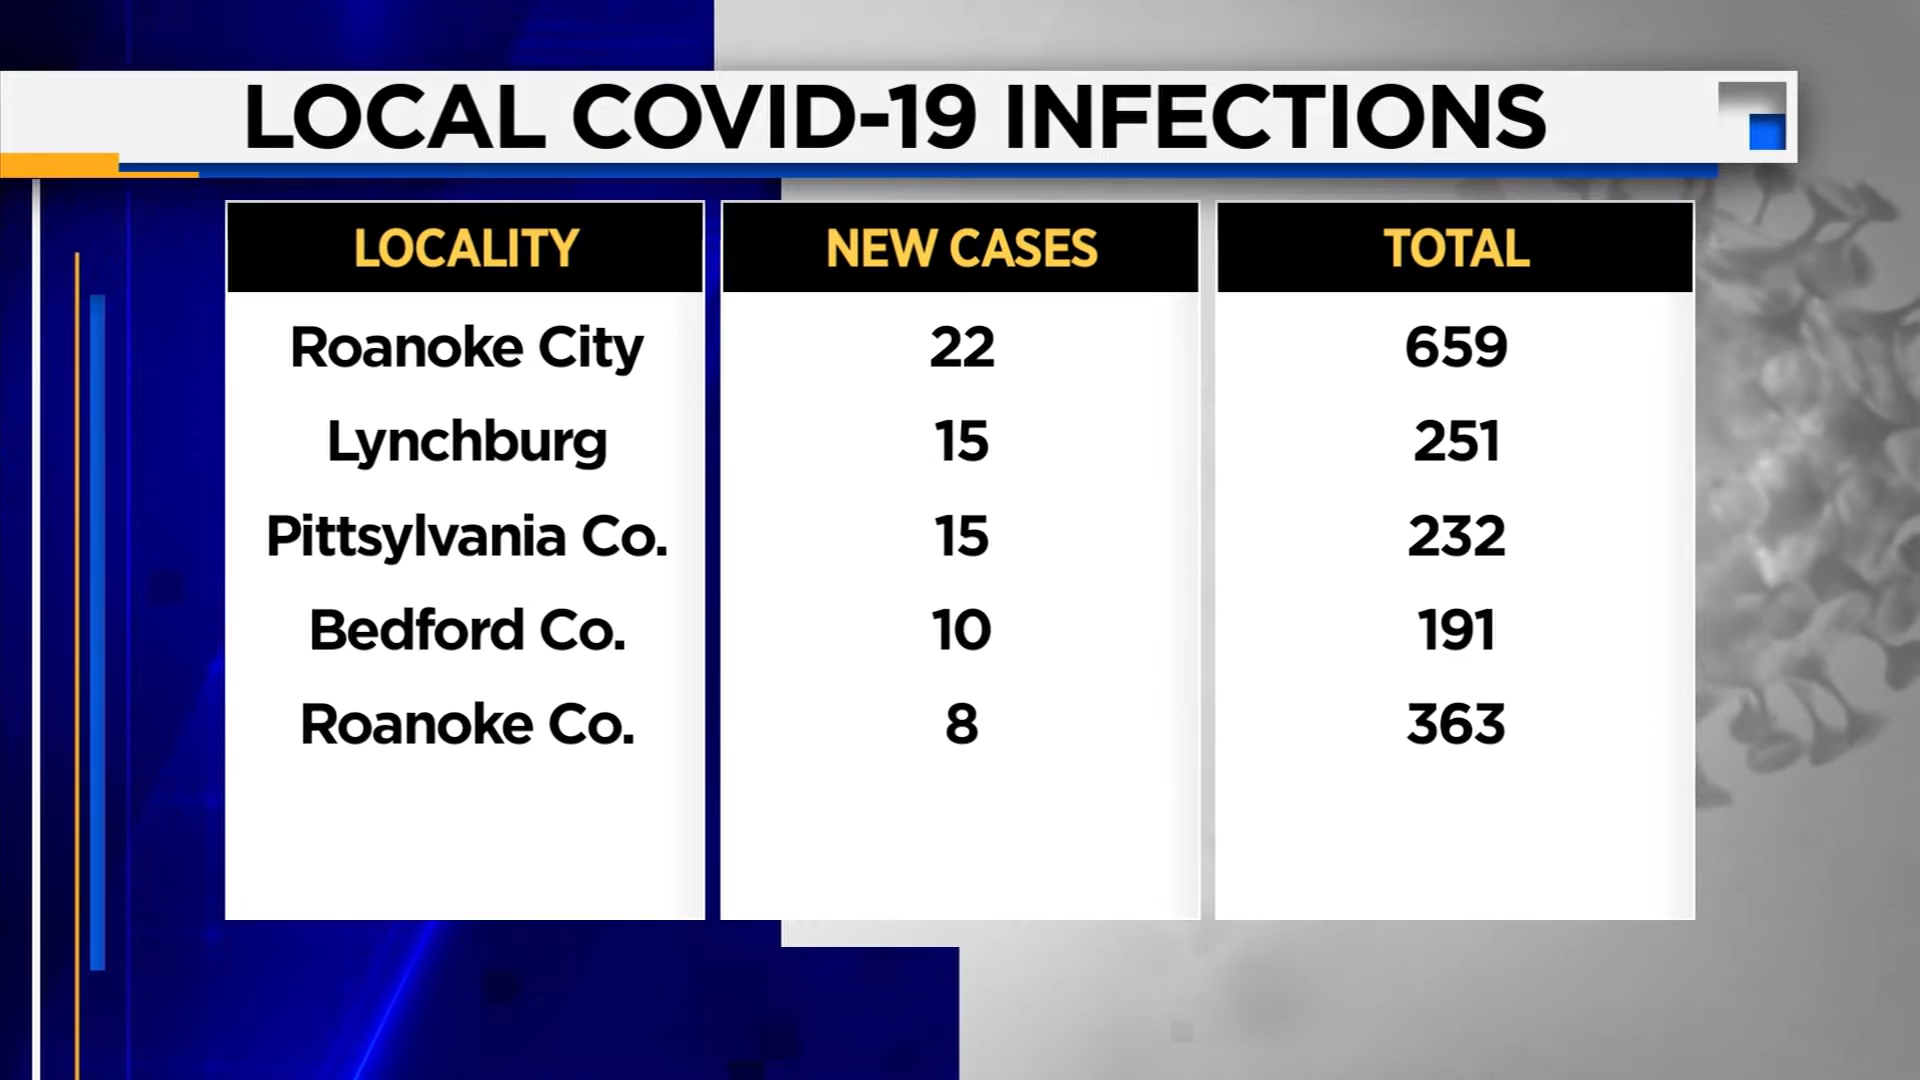 LOCAL COVID-19 INFECTIONS
LOCALITY NEW CASES TOTAL
Roanoke City 22 659
Lynchburg 15 251
Pittsylvania Co. 15 232
Bedford Co. 10 191
Roanoke Co. 8 363